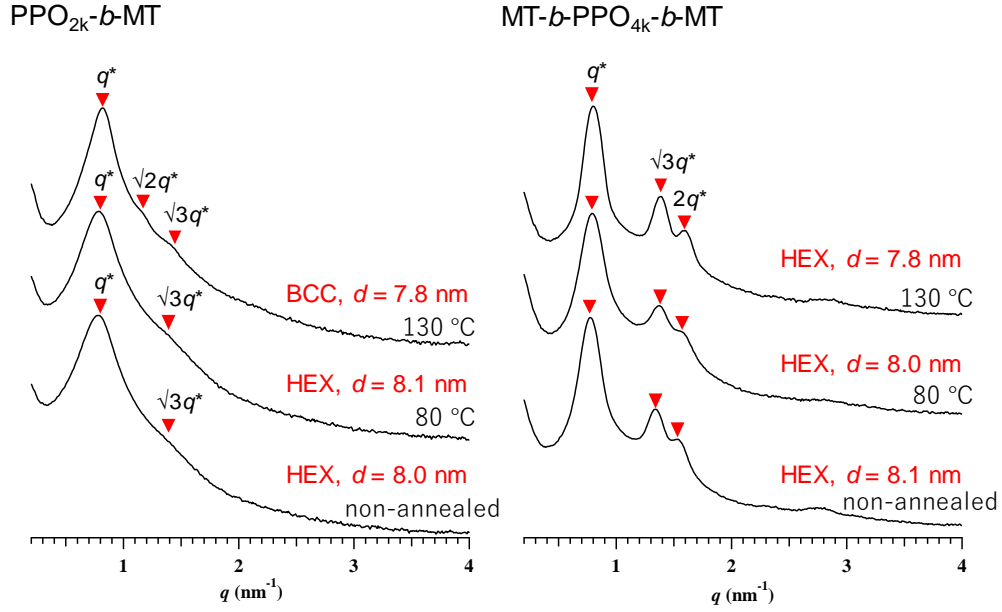 PPO2k-b-MT
q*
q*
√2q*
√3q*
BCC, d = 7.8 nm
130 °C
q*
√3q*
HEX, d = 8.1 nm
80 °C
√3q*
HEX, d = 8.0 nm
non-annealed
1
2
3
4
q (nm-1)
MT-b-PPO4k-b-MT
q*
√3q*
2q*
HEX, d = 7.8 nm
130 °C
HEX, d = 8.0 nm
80 °C
HEX, d = 8.1 nm
non-annealed
1
2
3
4
q (nm-1)